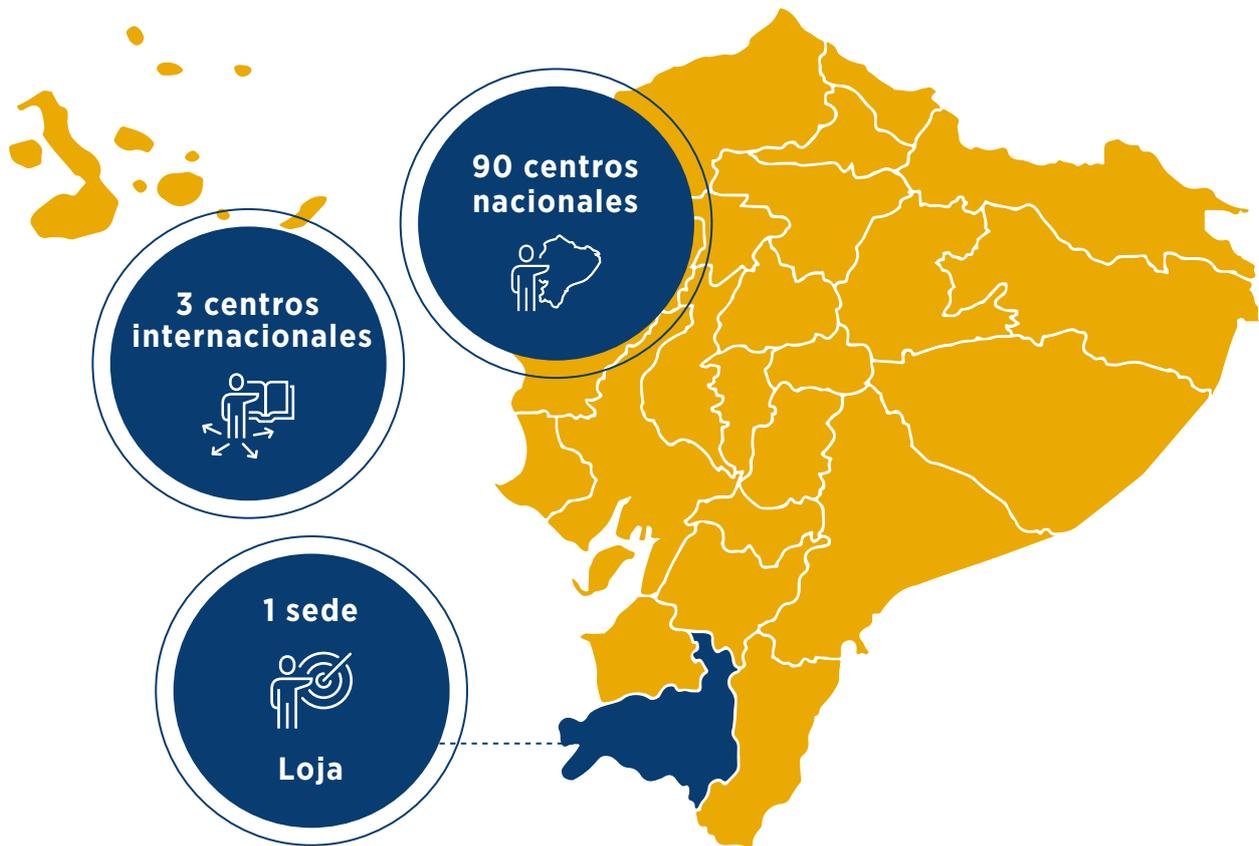 90 centros
nacionales
3 centros
internacionales
1 sede
Loja